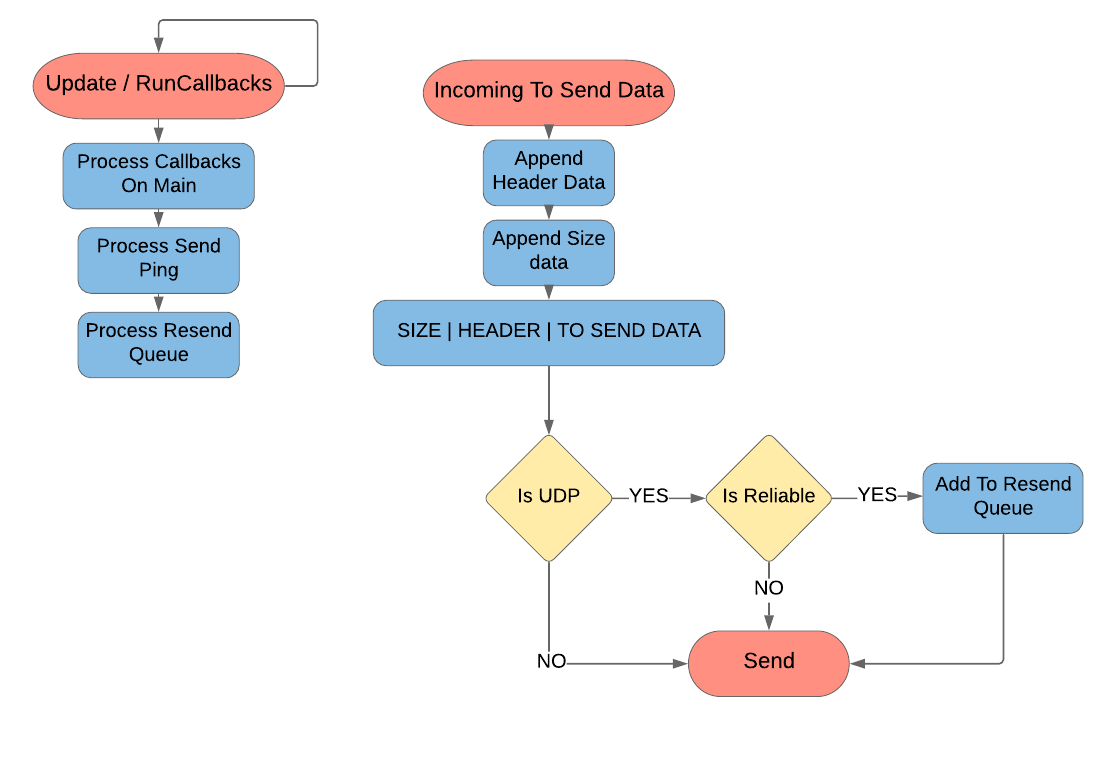 Update / RunCallbacks
Process Callbacks
On Main
Process Send
Ping
Process Resend
Queue
Incoming To Send Data
Append
Header Data
Append Size
data
SIZE | HEADER | TO SEND DATA
Is UDP
YES
Is Reliable
YES
Add To Resend
Queue
NO
NO
Send